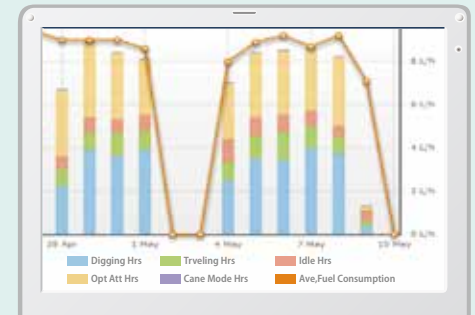 8 L/h
6 L/h
4 L/h
2 L/h
0 L/h
28 Apr 1 May 4 May 7 May 10 May
Digging Hrs Trveling Hrs Idle Hrs
Opt Att Hrs Cane Mode Hrs Ave,Fuel Consumption